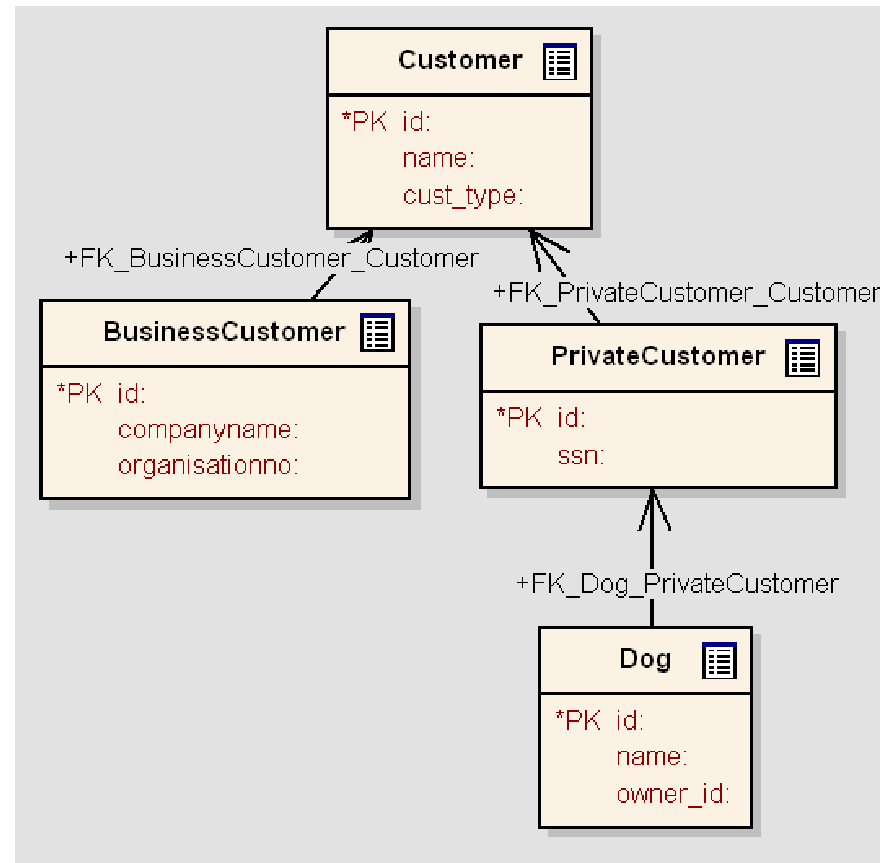 Customer
*PK id:
name:
cust_type:
+FK_BusinessCustomer_Customer
+FK_PrivateCustomer_Customer
BusinessCustomer
*PK id:
companyname:
organisationno:
PrivateCustomer
*PK id:
ssn:
+FK_Dog_PrivateCustomer
Dog
*PK id:
name:
owner_id: